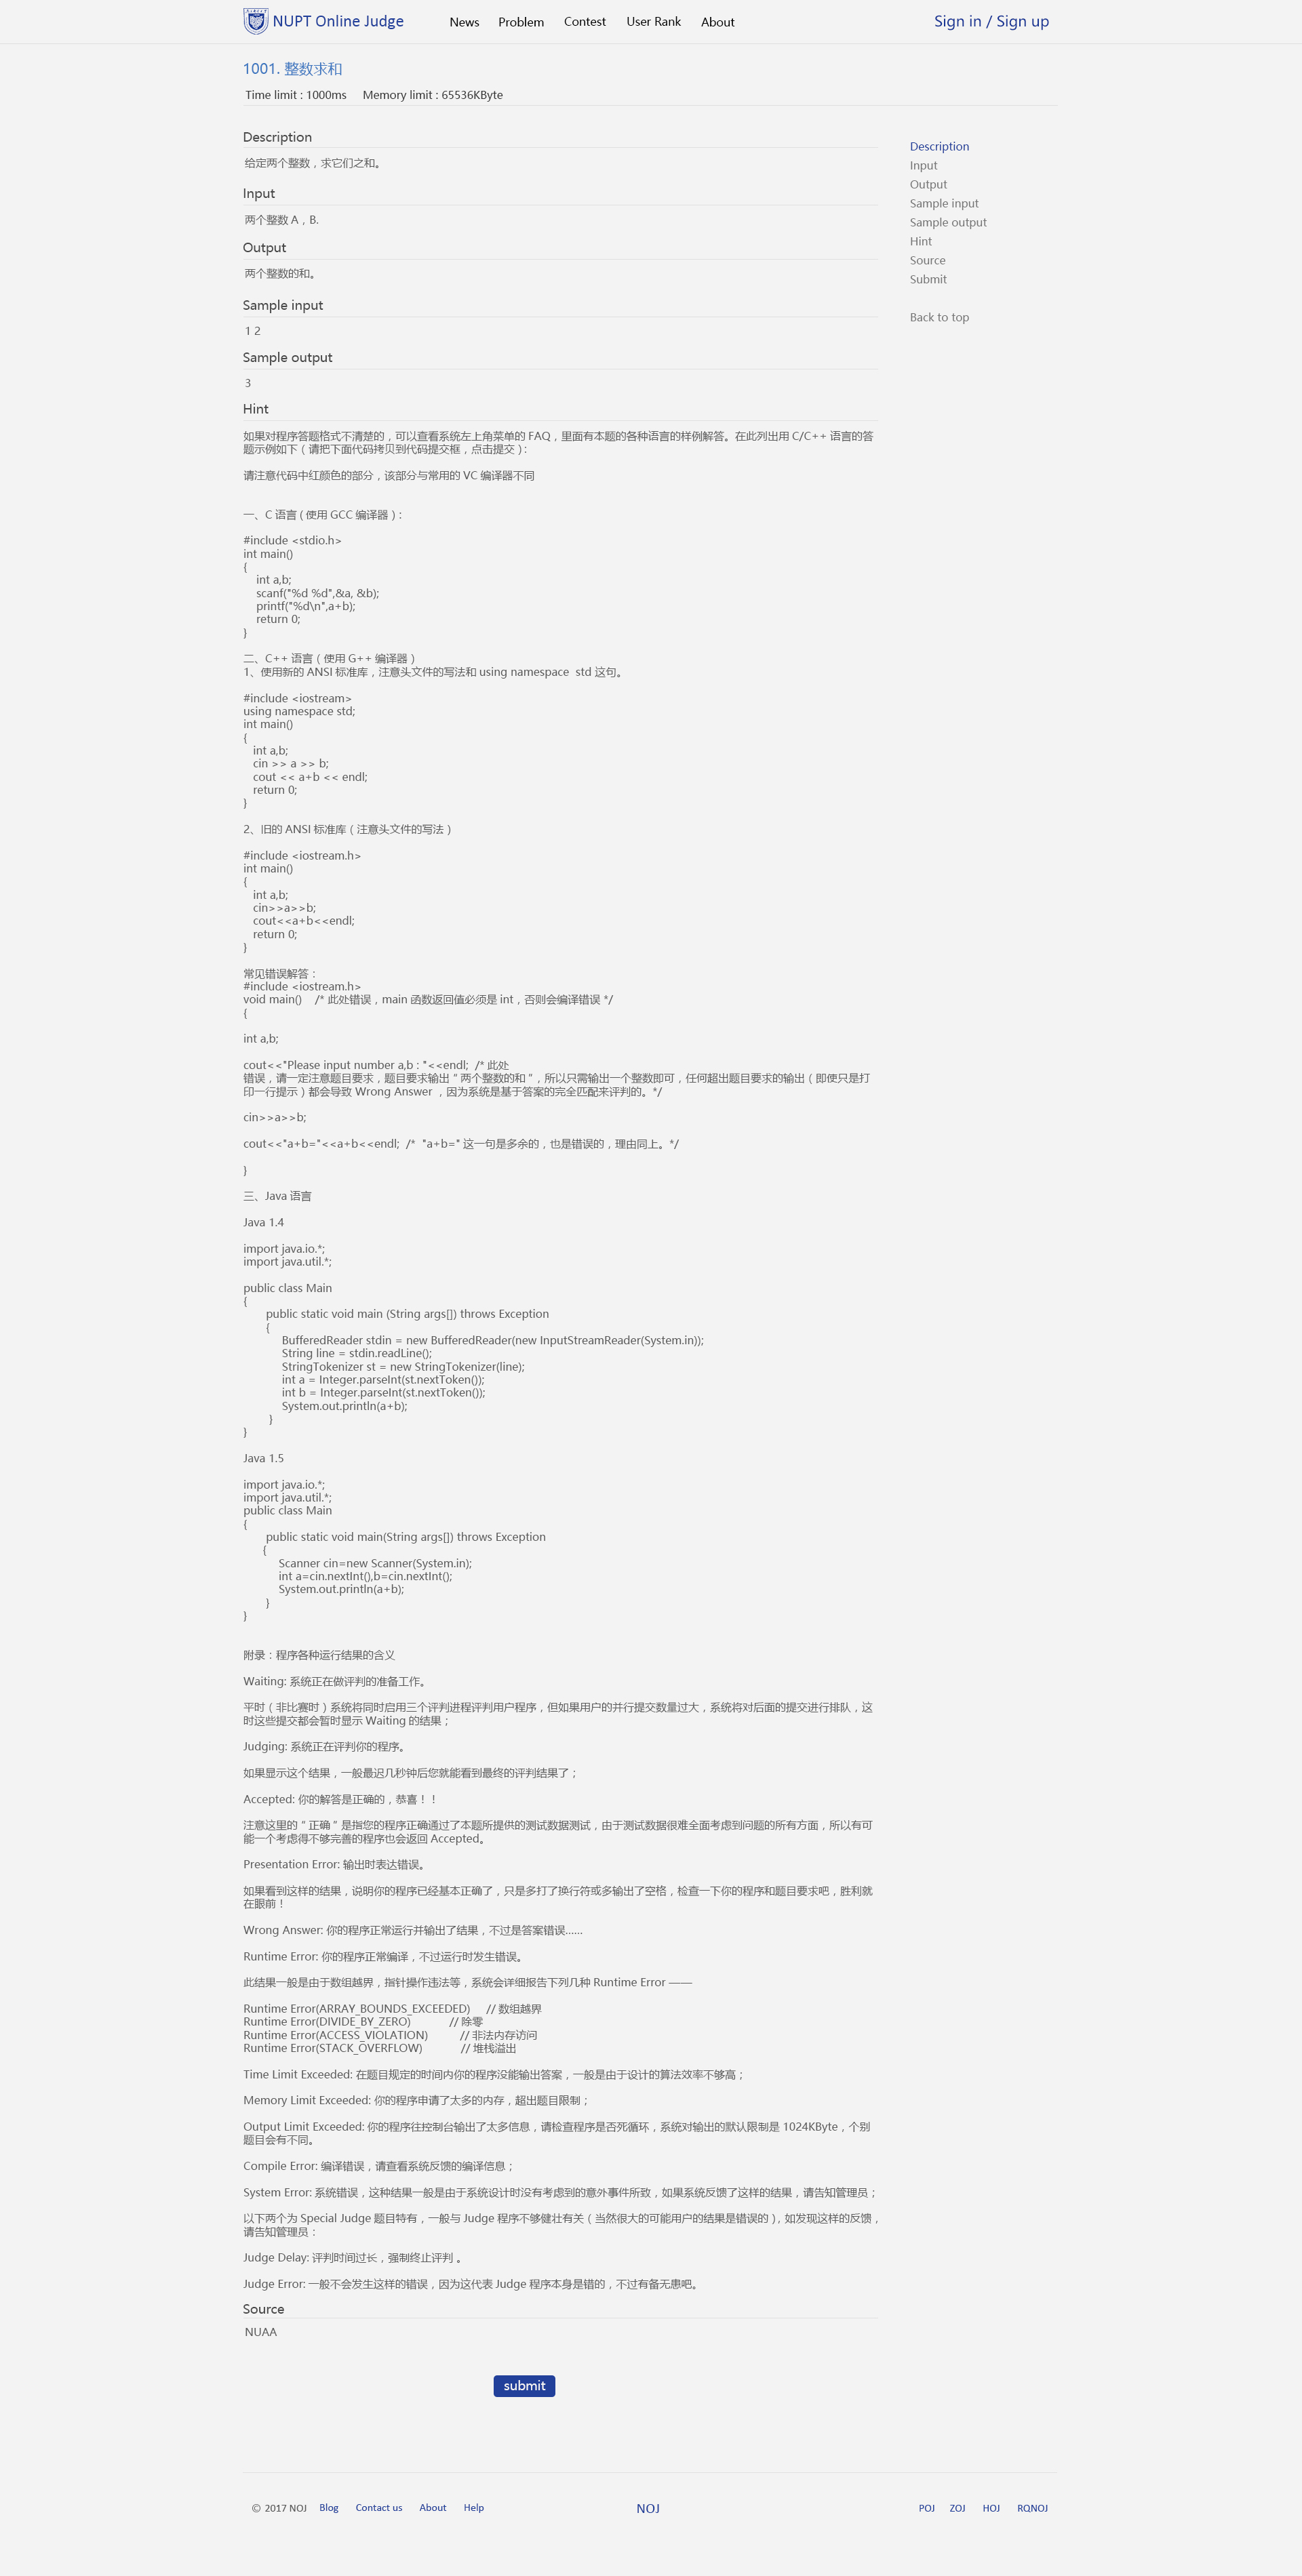 NUPT Online Judge News Problem Contest User Rank About Sign in / Sign up
1001. 整数求和
Time limit : 1000ms Memory limit : 65536KByte
Description
给定两个整数，求它们之和。
Input
两个整数 A，B.
Output
两个整数的和。
Sample input
1 2
Sample output
3
Hint
如果对程序答题格式不清楚的，可以查看系统左上角菜单的 FAQ，里面有本题的各种语言的样例解答。在此列出用 C/C++ 语言的答
题示例如下（请把下面代码拷贝到代码提交框，点击提交）：
请注意代码中红颜色的部分，该部分与常用的 VC 编译器不同
一、C 语言 ( 使用 GCC 编译器 )：
#include <stdio.h>
int main()
{
int a,b;
scanf("%d %d",&a, &b);
printf("%d\n",a+b);
return 0;
}
二、C++ 语言（使用 G++ 编译器）
1、使用新的 ANSI 标准库，注意头文件的写法和 using namespace std 这句。
#include <iostream>
using namespace std;
int main()
{
int a,b;
cin >> a >> b;
cout << a+b << endl;
return 0;
}
2、旧的 ANSI 标准库（注意头文件的写法）
#include <iostream.h>
int main()
{
int a,b;
cin>>a>>b;
cout<<a+b<<endl;
return 0;
}
常见错误解答：
#include <iostream.h>
void main() /* 此处错误，main 函数返回值必须是 int，否则会编译错误 */
{
int a,b;
cout<<"Please input number a,b : "<<endl; /* 此处
错误，请一定注意题目要求，题目要求输出 " 两个整数的和 "，所以只需输出一个整数即可，任何超出题目要求的输出（即使只是打
印一行提示）都会导致 Wrong Answer ，因为系统是基于答案的完全匹配来评判的。*/
cin>>a>>b;
cout<<"a+b="<<a+b<<endl; /* "a+b=" 这一句是多余的，也是错误的，理由同上。*/
}
三、Java 语言
Java 1.4
import java.io.*;
import java.util.*;
public class Main
{
public static void main (String args[]) throws Exception
{
BufferedReader stdin = new BufferedReader(new InputStreamReader(System.in));
String line = stdin.readLine();
StringTokenizer st = new StringTokenizer(line);
int a = Integer.parseInt(st.nextToken());
int b = Integer.parseInt(st.nextToken());
System.out.println(a+b);
}
}
Java 1.5
import java.io.*;
import java.util.*;
public class Main
{
public static void main(String args[]) throws Exception
{
Scanner cin=new Scanner(System.in);
int a=cin.nextInt(),b=cin.nextInt();
System.out.println(a+b);
}
}
附录：程序各种运行结果的含义
Waiting: 系统正在做评判的准备工作。
平时（非比赛时）系统将同时启用三个评判进程评判用户程序，但如果用户的并行提交数量过大，系统将对后面的提交进行排队，这
时这些提交都会暂时显示 Waiting 的结果；
Judging: 系统正在评判你的程序。
如果显示这个结果，一般最迟几秒钟后您就能看到最终的评判结果了；
Accepted: 你的解答是正确的，恭喜！！
注意这里的 " 正确 " 是指您的程序正确通过了本题所提供的测试数据测试，由于测试数据很难全面考虑到问题的所有方面，所以有可
能一个考虑得不够完善的程序也会返回 Accepted。
Presentation Error: 输出时表达错误。
如果看到这样的结果，说明你的程序已经基本正确了，只是多打了换行符或多输出了空格，检查一下你的程序和题目要求吧，胜利就
在眼前！
Wrong Answer: 你的程序正常运行并输出了结果，不过是答案错误......
Runtime Error: 你的程序正常编译，不过运行时发生错误。
此结果一般是由于数组越界，指针操作违法等，系统会详细报告下列几种 Runtime Error ——
Runtime Error(ARRAY_BOUNDS_EXCEEDED) // 数组越界
Runtime Error(DIVIDE_BY_ZERO) // 除零
Runtime Error(ACCESS_VIOLATION) // 非法内存访问
Runtime Error(STACK_OVERFLOW) // 堆栈溢出
Time Limit Exceeded: 在题目规定的时间内你的程序没能输出答案，一般是由于设计的算法效率不够高；
Memory Limit Exceeded: 你的程序申请了太多的内存，超出题目限制；
Output Limit Exceeded: 你的程序往控制台输出了太多信息，请检查程序是否死循环，系统对输出的默认限制是 1024KByte，个别
题目会有不同。
Compile Error: 编译错误，请查看系统反馈的编译信息；
System Error: 系统错误，这种结果一般是由于系统设计时没有考虑到的意外事件所致，如果系统反馈了这样的结果，请告知管理员；
以下两个为 Special Judge 题目特有，一般与 Judge 程序不够健壮有关（当然很大的可能用户的结果是错误的），如发现这样的反馈，
请告知管理员：
Judge Delay: 评判时间过长，强制终止评判 。
Judge Error: 一般不会发生这样的错误，因为这代表 Judge 程序本身是错的，不过有备无患吧。
Source
NUAA
submit
Description
Input
Output
Sample input
Sample output
Hint
Source
Submit
Back to top
© 2017 NOJ Blog Contact us About Help NOJ POJ ZOJ HOJ RQNOJ